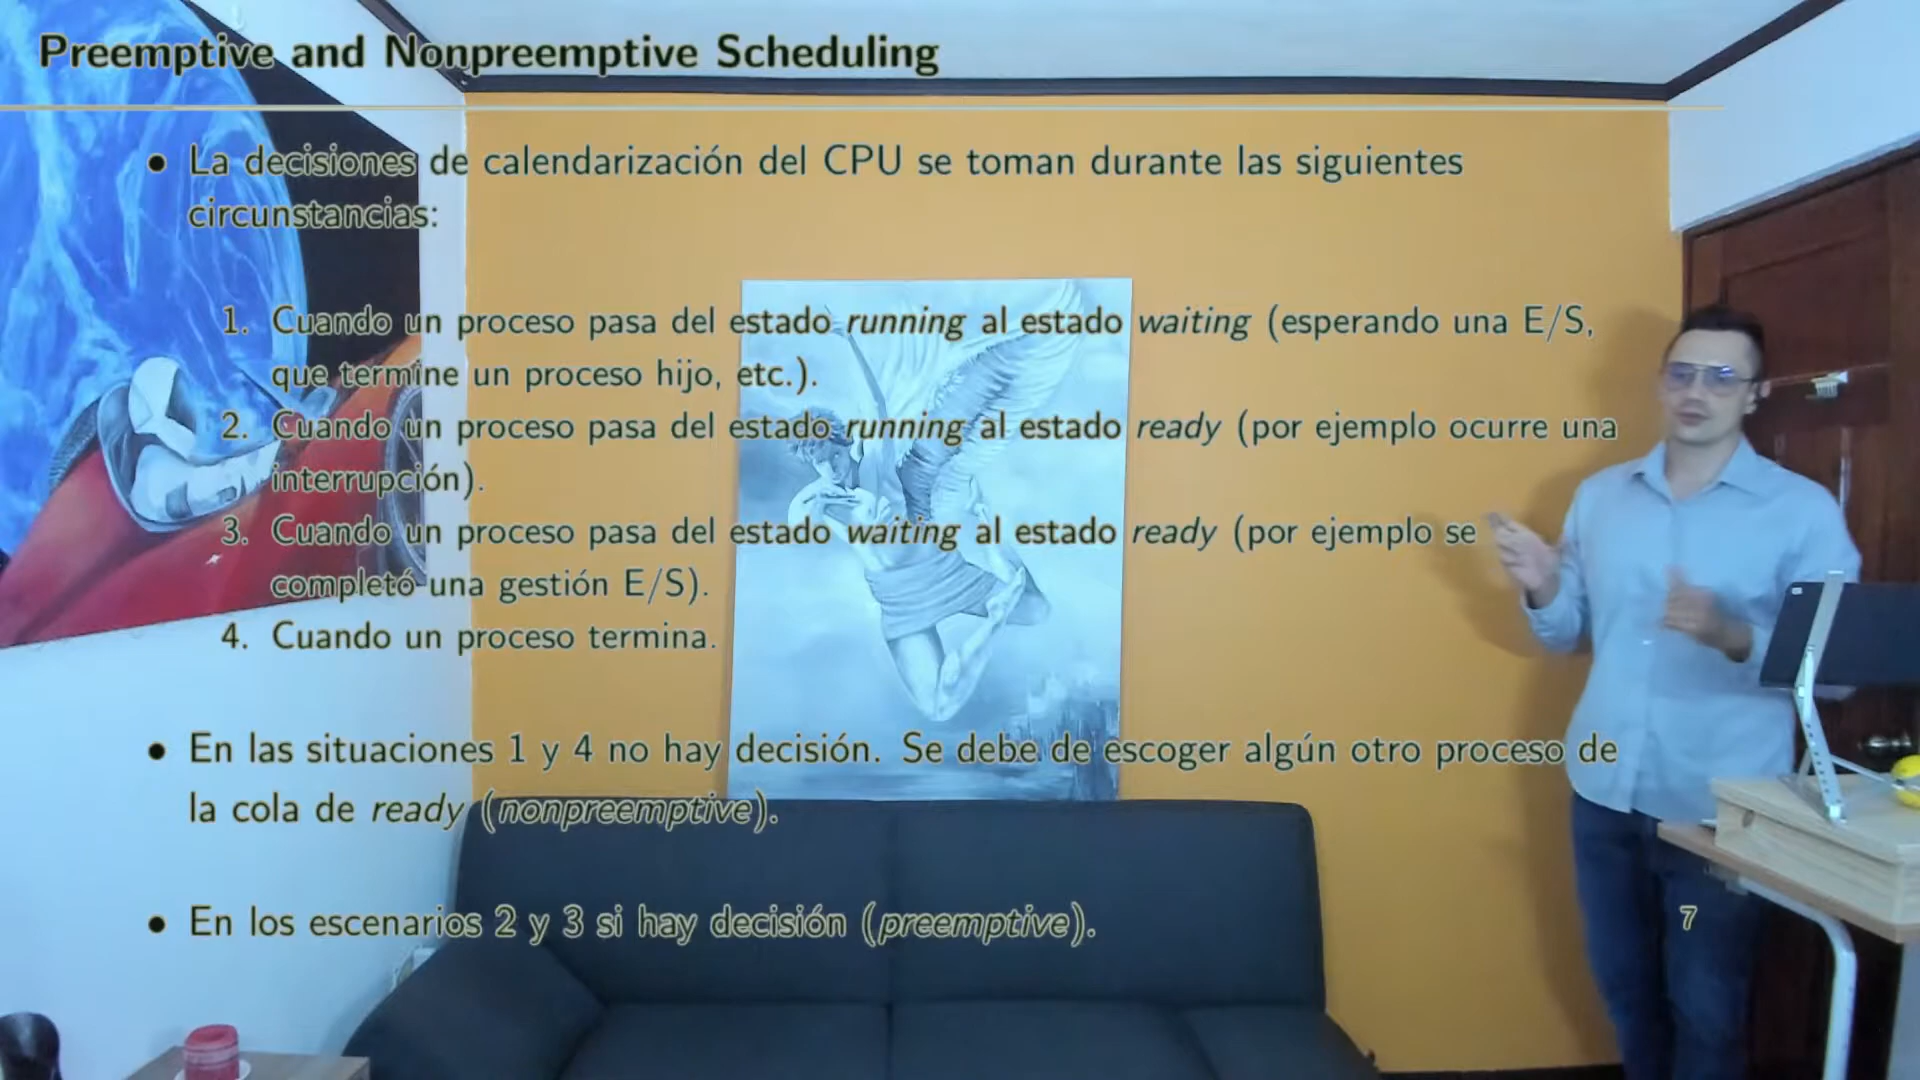 Preemptive and Nonpreemptive Scheduling
• La decisiones de calendarización del CPU se toman durante las siguientes
circunstancias:
1. Cuando un proceso pasa del estado running al estado waiting (esperando una E/S,
que termine un proceso hijo, etc.).
2. Cuando un proceso pasa del estado running al estado ready (por ejemplo ocurre una
interrupción).
3. Cuando un proceso pasa del estado waiting al estado ready (por ejemplo se
completó una gestión E/S).
4. Cuando un proceso termina.
• En las situaciones 1 y 4 no hay decisión. Se debe de escoger algún otro proceso de
la cola de ready (nonpreemptive).
• En los escenarios 2 y 3 si hay decisión (preemptive).
7